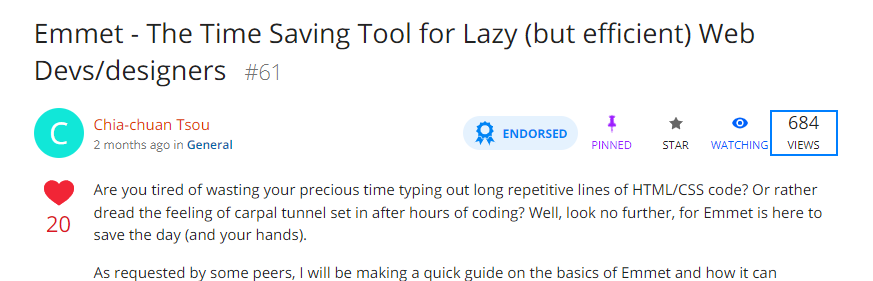 Emmet - The Time Saving Tool for Lazy (but efficient) Web
Devs/designers #61
C
Chia-chuan Tsou
2 months ago in General
ENDORSED
PINNED
STAR
WATCHING
684
VIEWS
20
Are you tired of wasting your precious time typing out long repetitive lines of HTML/CSS code? Or rather
dread the feeling of carpal tunnel set in after hours of coding? Well, look no further, for Emmet is here to
save the day (and your hands).
As requested by some peers, I will be making a quick guide on the basics of Emmet and how it can